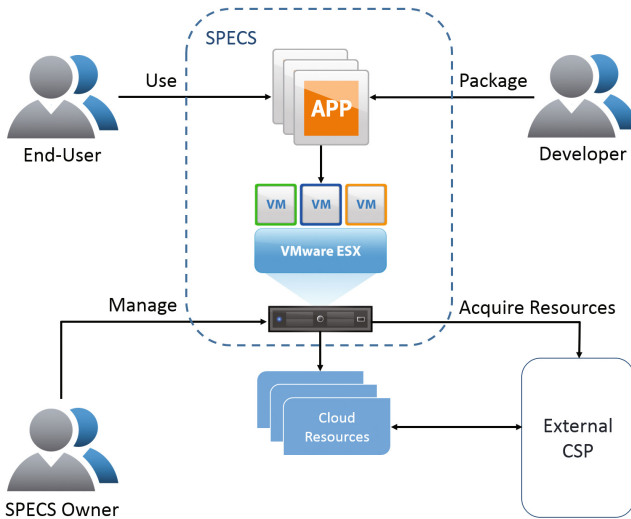 SPECS
Use
APP
Package
End-User
Developer
VM VM VM
VMware ESX
Manage
Acquire Resources
Cloud
Resources
External
CSP
SPECS Owner